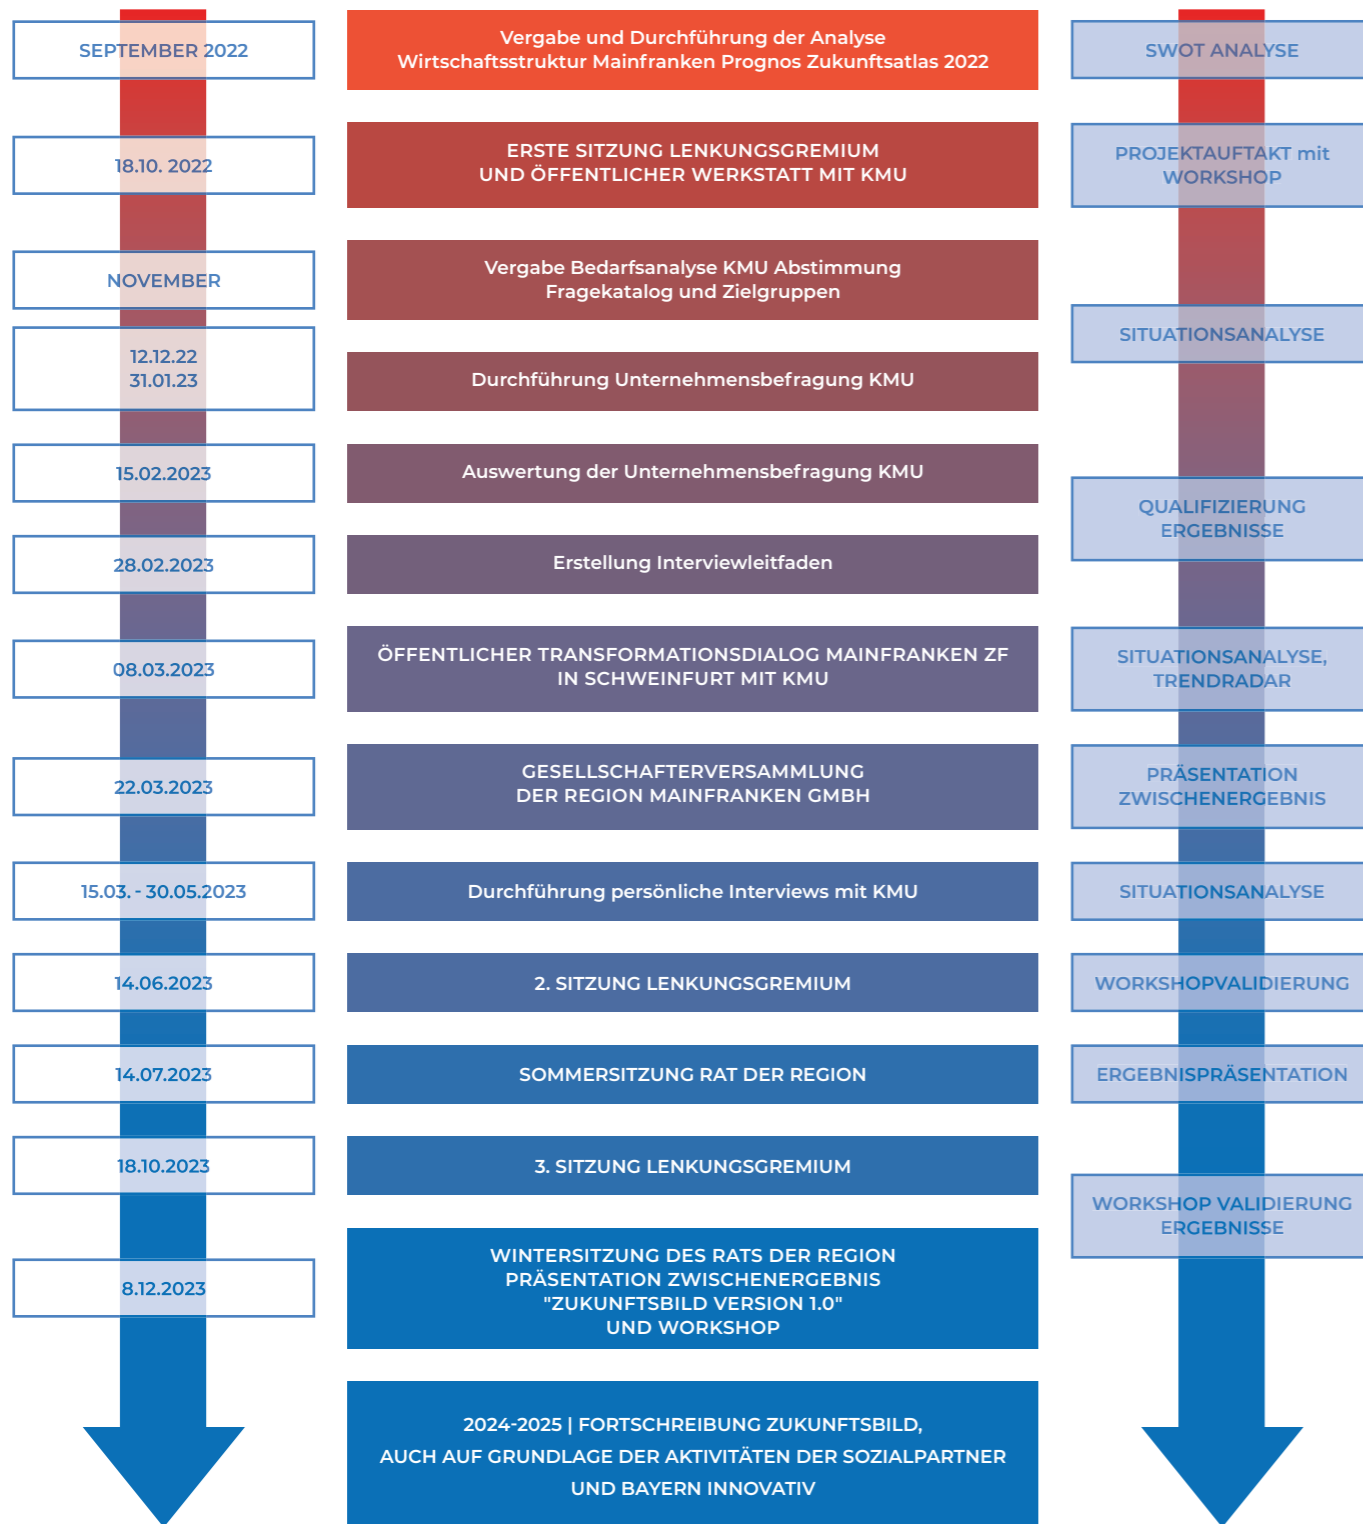 SEPTEMBER 2022
Vergabe und Durchführung der Analyse
Wirtschaftsstruktur Mainfranken Prognos Zukunftsatlas 2022
SWOT ANALYSE
18.10. 2022
ERSTE SITZUNG LENKUNGSGREMIUM
UND ÖFFENTLICHER WERKSTATT MIT KMU
PROJEKTAUFTAKT mit
WORKSHOP
NOVEMBER
Vergabe Bedarfsanalyse KMU Abstimmung
Fragekatalog und Zielgruppen
SITUATIONSANALYSE
12.12.22
31.01.23
Durchführung Unternehmensbefragung KMU
15.02.2023
Auswertung der Unternehmensbefragung KMU
QUALIFIZIERUNG
ERGEBNISSE
28.02.2023
Erstellung Interviewleitfaden
08.03.2023
ÖFFENTLICHER TRANSFORMATIONSDIALOG MAINFRANKEN ZF
IN SCHWEINFURT MIT KMU
SITUATIONSANALYSE,
TRENDRADAR
22.03.2023
GESELLSCHAFTERVERSAMMLUNG
DER REGION MAINFRANKEN GMBH
PRÄSENTATION
ZWISCHENERGEBNIS
15.03. - 30.05.2023
Durchführung persönliche Interviews mit KMU
SITUATIONSANALYSE
14.06.2023
2. SITZUNG LENKUNGSGREMIUM
WORKSHOPVALIDIERUNG
14.07.2023
SOMMERSITZUNG RAT DER REGION
ERGEBNISPRÄSENTATION
18.10.2023
3. SITZUNG LENKUNGSGREMIUM
WORKSHOP VALIDIERUNG
ERGEBNISSE
8.12.2023
WINTERSITZUNG DES RATS DER REGION
PRÄSENTATION ZWISCHENERGEBNIS
"ZUKUNFTSBILD VERSION 1.0"
UND WORKSHOP
2024-2025 | FORTSCHREIBUNG ZUKUNFTSBILD,
AUCH AUF GRUNDLAGE DER AKTIVITÄTEN DER SOZIALPARTNER
UND BAYERN INNOVATIV